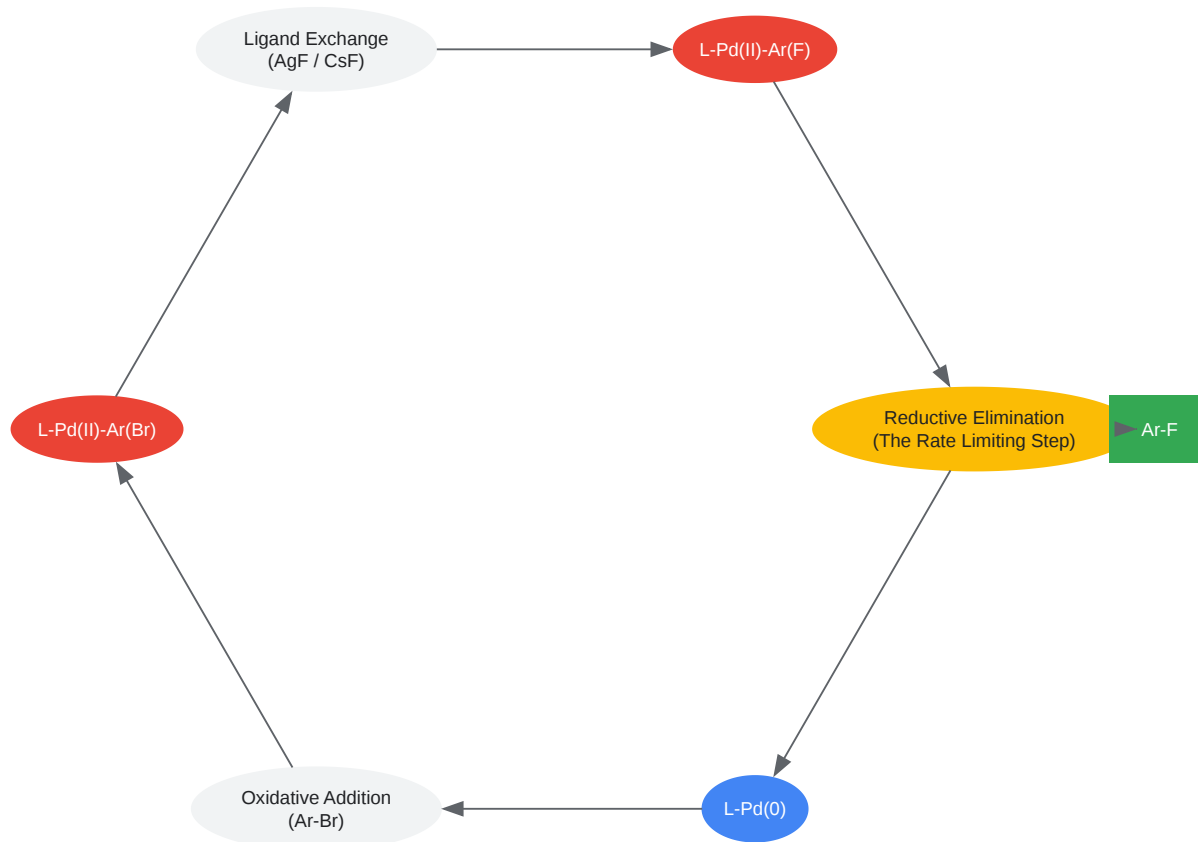 Ligand Exchange
(AgF / CsF)
L-Pd(II)-Ar(F)
L-Pd(II)-Ar(Br)
Reductive Elimination
(The Rate Limiting Step)
Ar-F
Oxidative Addition
(Ar-Br)
L-Pd(0)